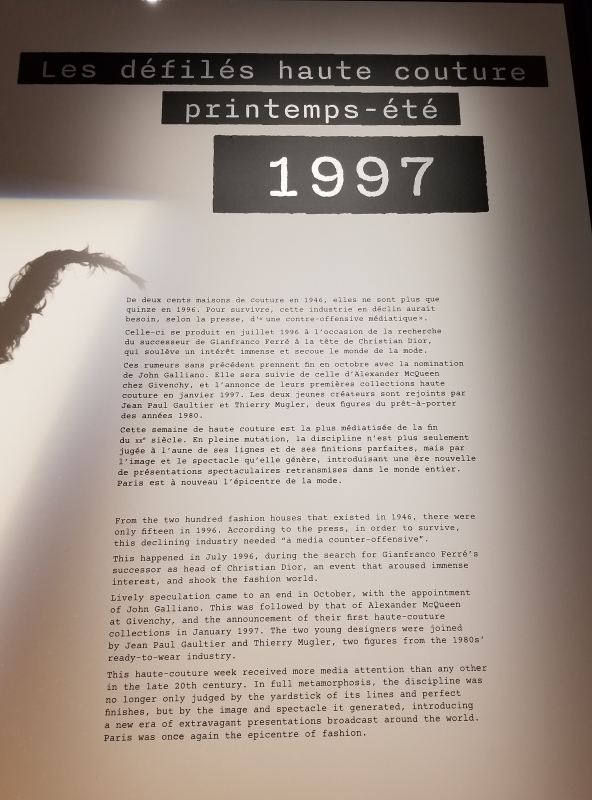 Les défilés haute couture
printemps-été
1997
De deux cents maisons de couture en 1946, elles ne sont plus que
quinze en 1996. Pour survivre, cette industrie en déclin aurait
besoin, selon la presse, d'« une contre-offensive médiatique ».
Celle-ci se produit en juillet 1996 à l'occasion de la recherche
du successeur de Gianfranco Ferré à la tête de Christian Dior,
qui soulève un intérêt immense et secoue le monde de la mode.
Ces rumeurs sans précédent prennent fin en octobre avec la nomination
de John Galliano. Elle sera suivie de celle d'Alexander McQueen
chez Givenchy, et l'annonce de leurs premières collections haute
couture en janvier 1997. Les deux jeunes créateurs sont rejoints par
Jean Paul Gaultier et Thierry Mugler, deux figures du prêt-à-porter
des années 1980.
Cette semaine de haute couture est la plus médiatisée de la fin
du XXe siècle. En pleine mutation, la discipline n'est plus seulement
jugée à l'aune de ses lignes et de ses finitions parfaites, mais par
l'image et le spectacle qu'elle génère, introduisant une ère nouvelle
de présentations spectaculaires retransmises dans le monde entier.
Paris est à nouveau l'épicentre de la mode.
From the two hundred fashion houses that existed in 1946, there were
only fifteen in 1996. According to the press, in order to survive,
this declining industry needed "a media counter-offensive".
This happened in July 1996, during the search for Gianfranco Ferré's
successor as head of Christian Dior, an event that aroused immense
interest, and shook the fashion world.
Lively speculation came to an end in October, with the appointment
of John Galliano. This was followed by that of Alexander McQueen
at Givenchy, and the announcement of their first haute-couture
collections in January 1997. The two young designers were joined
by Jean Paul Gaultier and Thierry Mugler, two figures from the 1980s'
ready-to-wear industry.
This haute-couture week received more media attention than any other
in the late 20th century. In full metamorphosis, the discipline was
no longer only judged by the yardstick of its lines and perfect
finishes, but by the image and spectacle it generated, introducing
a new era of extravagant presentations broadcast around the world.
Paris was once again the epicentre of fashion.